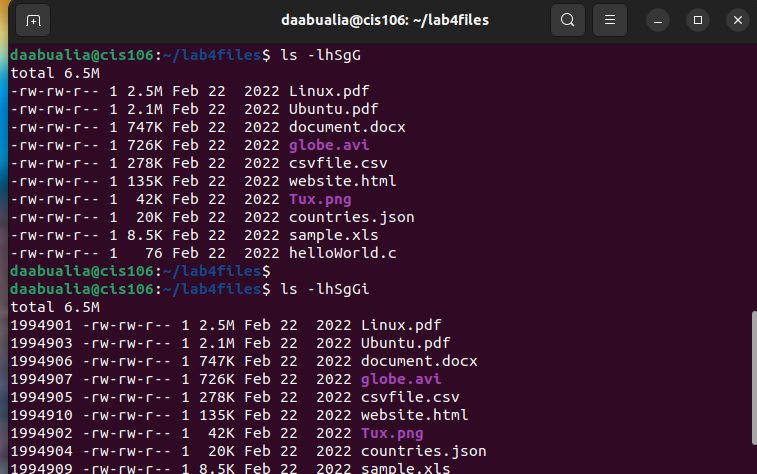 daabualia@cis106: ~/lab4files
daabualia@cis106:~/lab4files$ ls -lhSgG
total 6.5M
-rw-rw-r-- 1 2.5M Feb 22  2022 Linux.pdf
-rw-rw-r-- 1 2.1M Feb 22  2022 Ubuntu.pdf
-rw-rw-r-- 1 747K Feb 22  2022 document.docx
-rw-rw-r-- 1 726K Feb 22  2022 globe.avi
-rw-rw-r-- 1 278K Feb 22  2022 csvfile.csv
-rw-rw-r-- 1 135K Feb 22  2022 website.html
-rw-rw-r-- 1  42K Feb 22  2022 Tux.png
-rw-rw-r-- 1  20K Feb 22  2022 countries.json
-rw-rw-r-- 1 8.5K Feb 22  2022 sample.xls
-rw-rw-r-- 1   76 Feb 22  2022 helloWorld.c
daabualia@cis106:~/lab4files$
daabualia@cis106:~/lab4files$ ls -lhSgGi
total 6.5M
1994901 -rw-rw-r-- 1 2.5M Feb 22  2022 Linux.pdf
1994903 -rw-rw-r-- 1 2.1M Feb 22  2022 Ubuntu.pdf
1994906 -rw-rw-r-- 1 747K Feb 22  2022 document.docx
1994907 -rw-rw-r-- 1 726K Feb 22  2022 globe.avi
1994905 -rw-rw-r-- 1 278K Feb 22  2022 csvfile.csv
1994910 -rw-rw-r-- 1 135K Feb 22  2022 website.html
1994902 -rw-rw-r-- 1  42K Feb 22  2022 Tux.png
1994904 -rw-rw-r-- 1  20K Feb 22  2022 countries.json
1994909 -rw-rw-r-- 1 8.5K Feb 22  2022 sample.xls